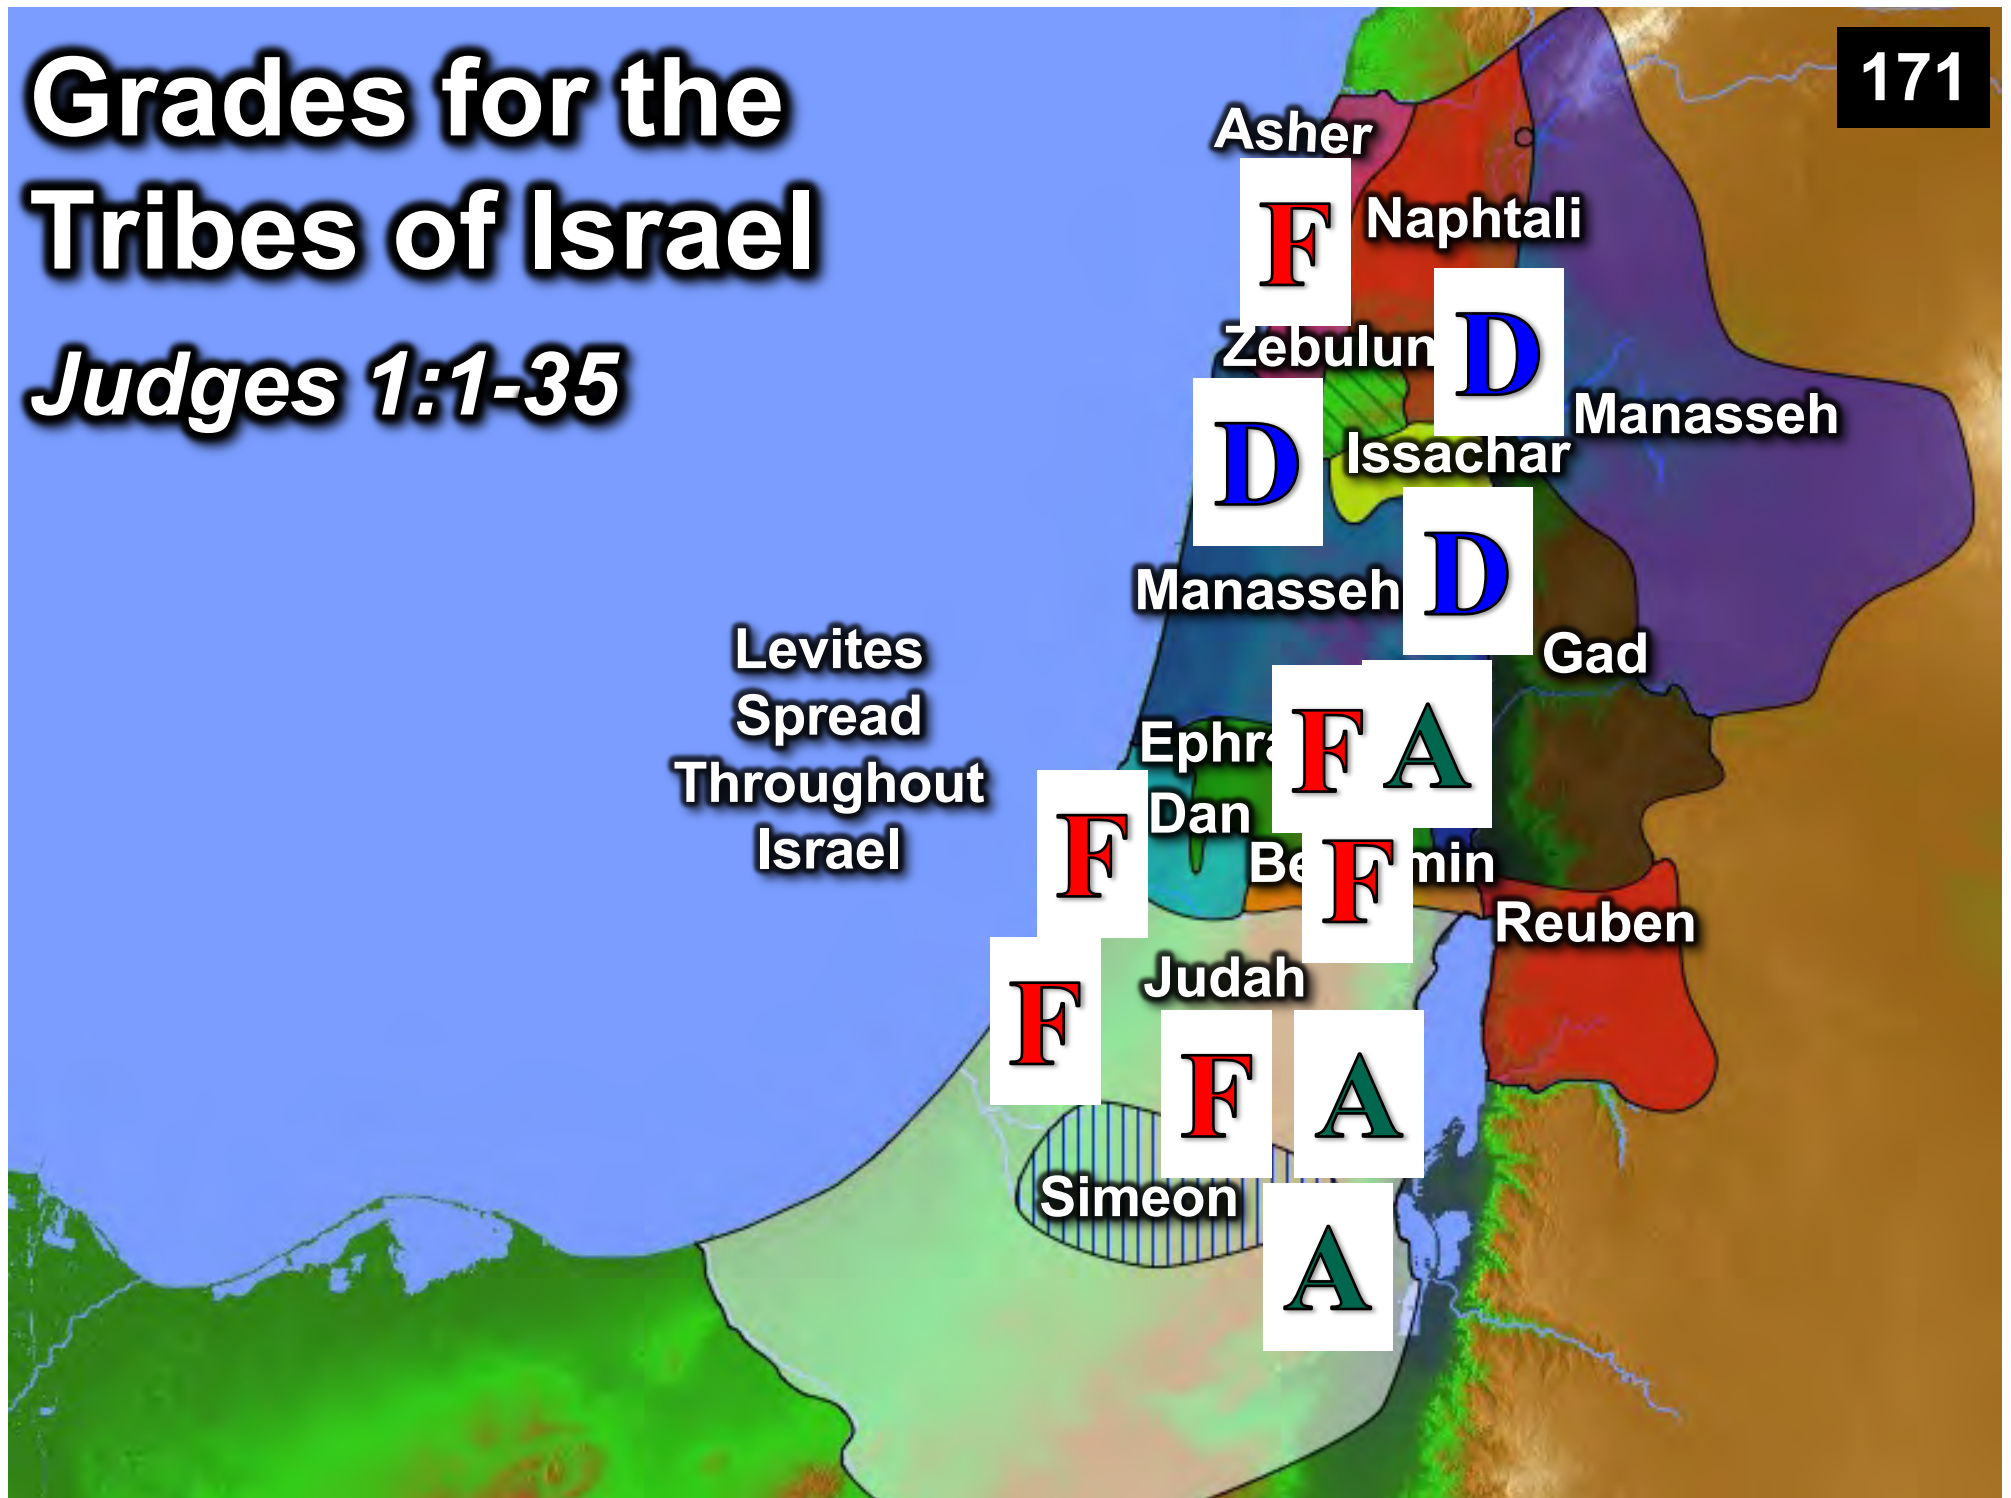 Grades for the
Tribes of Israel
Judges 1:1-35
171
Asher
F
Naphtali
Zebulun
D
D
Manasseh
Issachar
Manasseh
D
Gad
Levites
Spread
Throughout
Israel
Ephra
F
A
F
Dan
Be
F
min
Reuben
F
Judah
F
A
Simeon
A